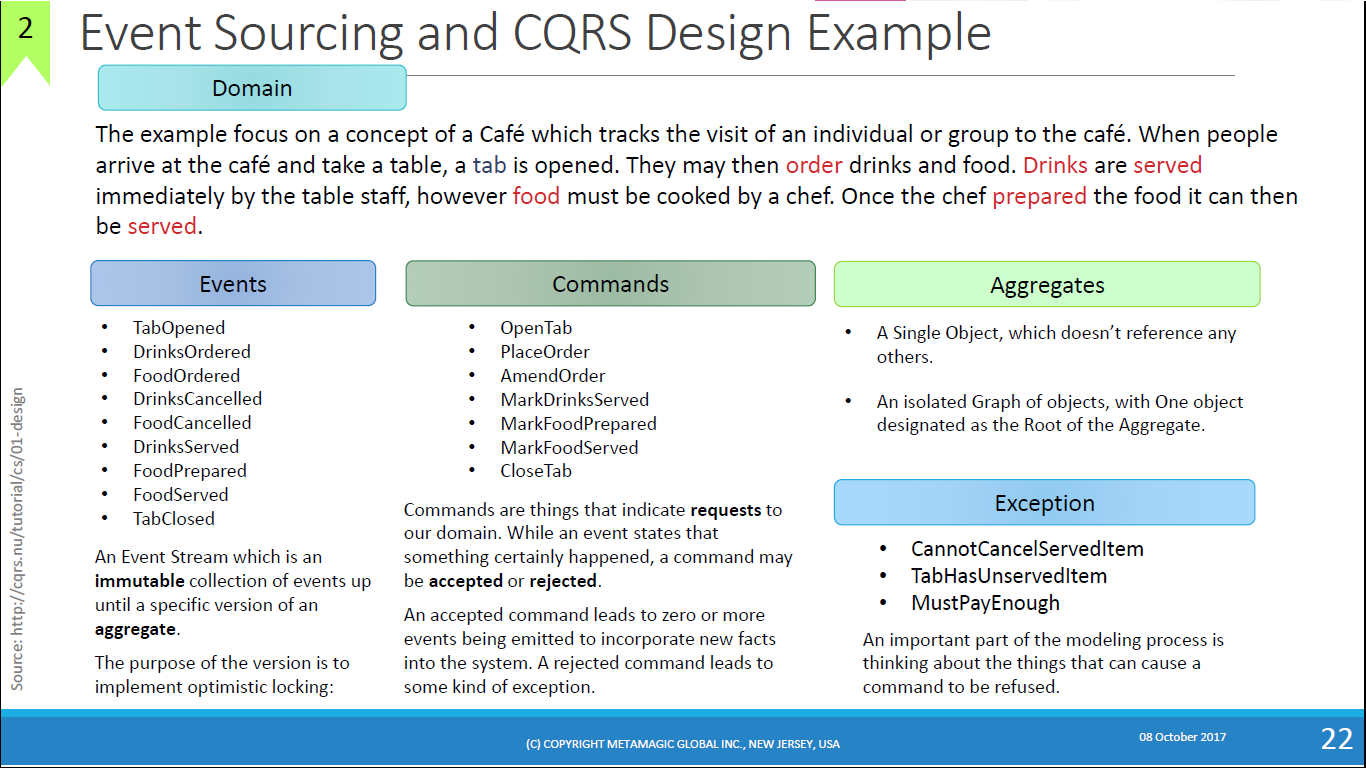 2
Event Sourcing and CQRS Design Example
Domain
The example focus on a concept of a Café which tracks the visit of an individual or group to the café. When people
arrive at the café and take a table, a tab is opened. They may then order drinks and food. Drinks are served
immediately by the table staff, however food must be cooked by a chef. Once the chef prepared the food it can then
be served.
Events
• TabOpened
• DrinksOrdered
• FoodOrdered
• DrinksCancelled
• FoodCancelled
• DrinksServed
• FoodPrepared
• FoodServed
• TabClosed
An Event Stream which is an
immutable collection of events up
until a specific version of an
aggregate.
The purpose of the version is to
implement optimistic locking:
Commands
• OpenTab
• PlaceOrder
• AmendOrder
• MarkDrinksServed
• MarkFoodPrepared
• MarkFoodServed
• CloseTab
Commands are things that indicate requests to
our domain. While an event states that
something certainly happened, a command may
be accepted or rejected.
An accepted command leads to zero or more
events being emitted to incorporate new facts
into the system. A rejected command leads to
some kind of exception.
Aggregates
• A Single Object, which doesn’t reference any
others.
• An isolated Graph of objects, with One object
designated as the Root of the Aggregate.
Exception
• CannotCancelServedItem
• TabHasUnservedItem
• MustPayEnough
An important part of the modeling process is
thinking about the things that can cause a
command to be refused.
Source: http://cqrs.nu/tutorial/cs/01-design
(C) COPYRIGHT METAMAGIC GLOBAL INC., NEW JERSEY, USA
08 October 2017
22